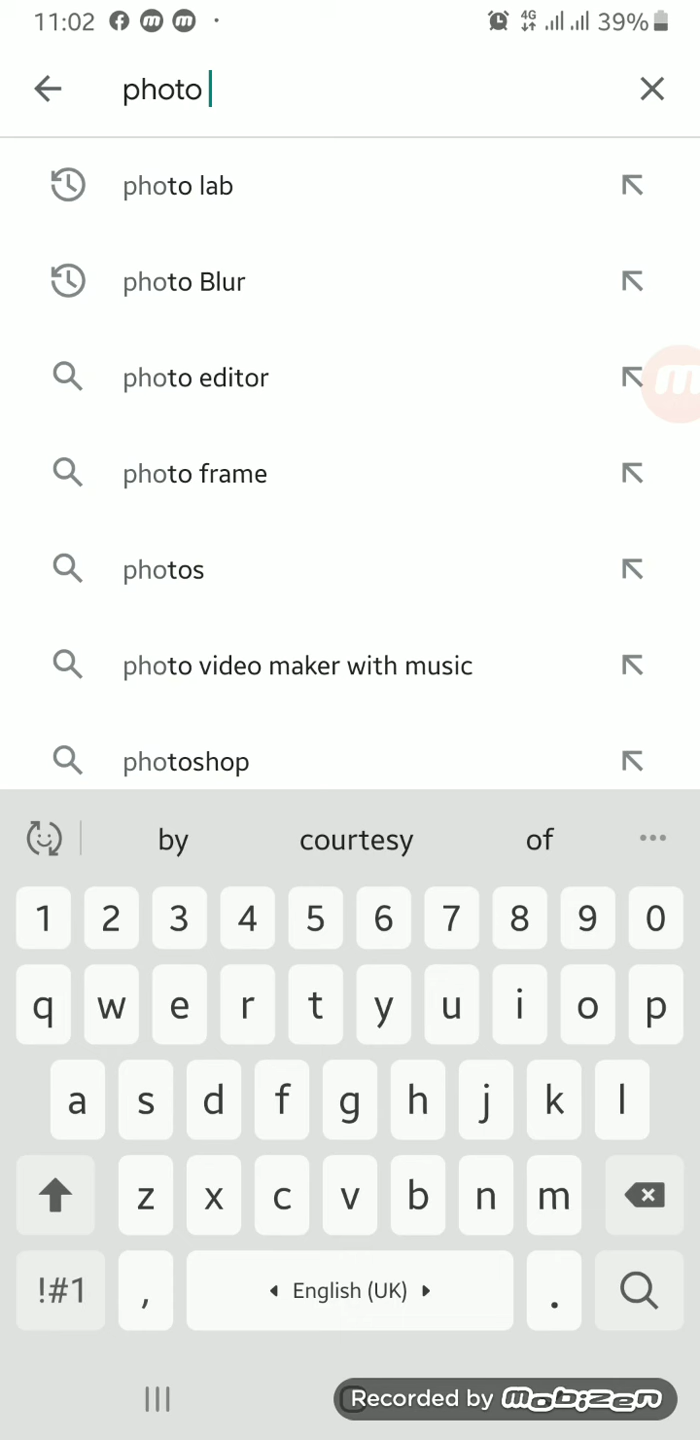 11:02 4G 39%
photo
photo lab
photo Blur
photo editor
photo frame
photos
photo video maker with music
photoshop
by courtesy of
1 2 3 4 5 6 7 8 9 0
q w e r t y u i o p
a s d f g h j k l
z x c v b n m
!#1 , English (UK) .
Recorded by mobizen